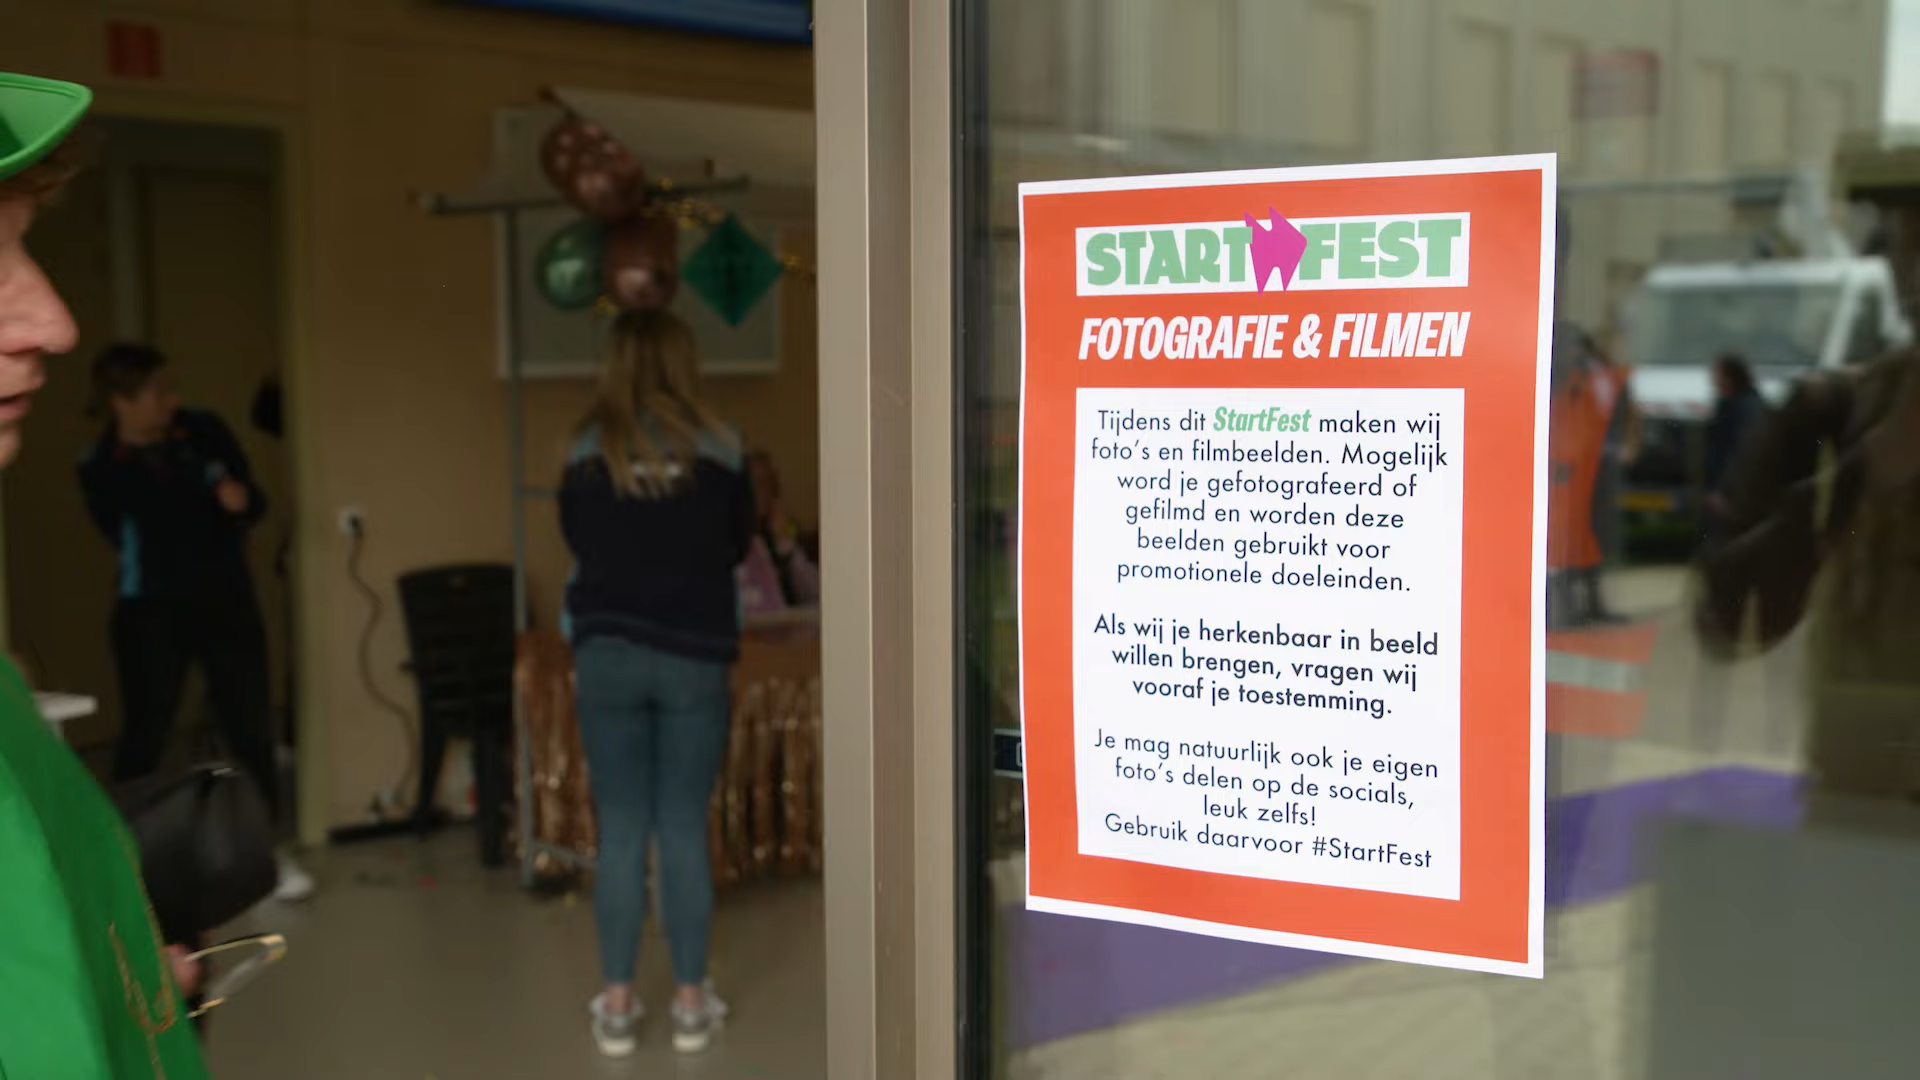 STARTFEST
FOTOGRAFIE & FILMEN
Tijdens dit StartFest maken wij
foto's en filmbeelden. Mogelijk
word je gefotografeerd of
gefilmd en worden deze
beelden gebruikt voor
promotionele doeleinden.
Als wij je herkenbaar in beeld
willen brengen, vragen wij
vooraf je toestemming.
Je mag natuurlijk ook je eigen
foto's delen op de socials,
leuk zelfs!
Gebruik daarvoor #StartFest